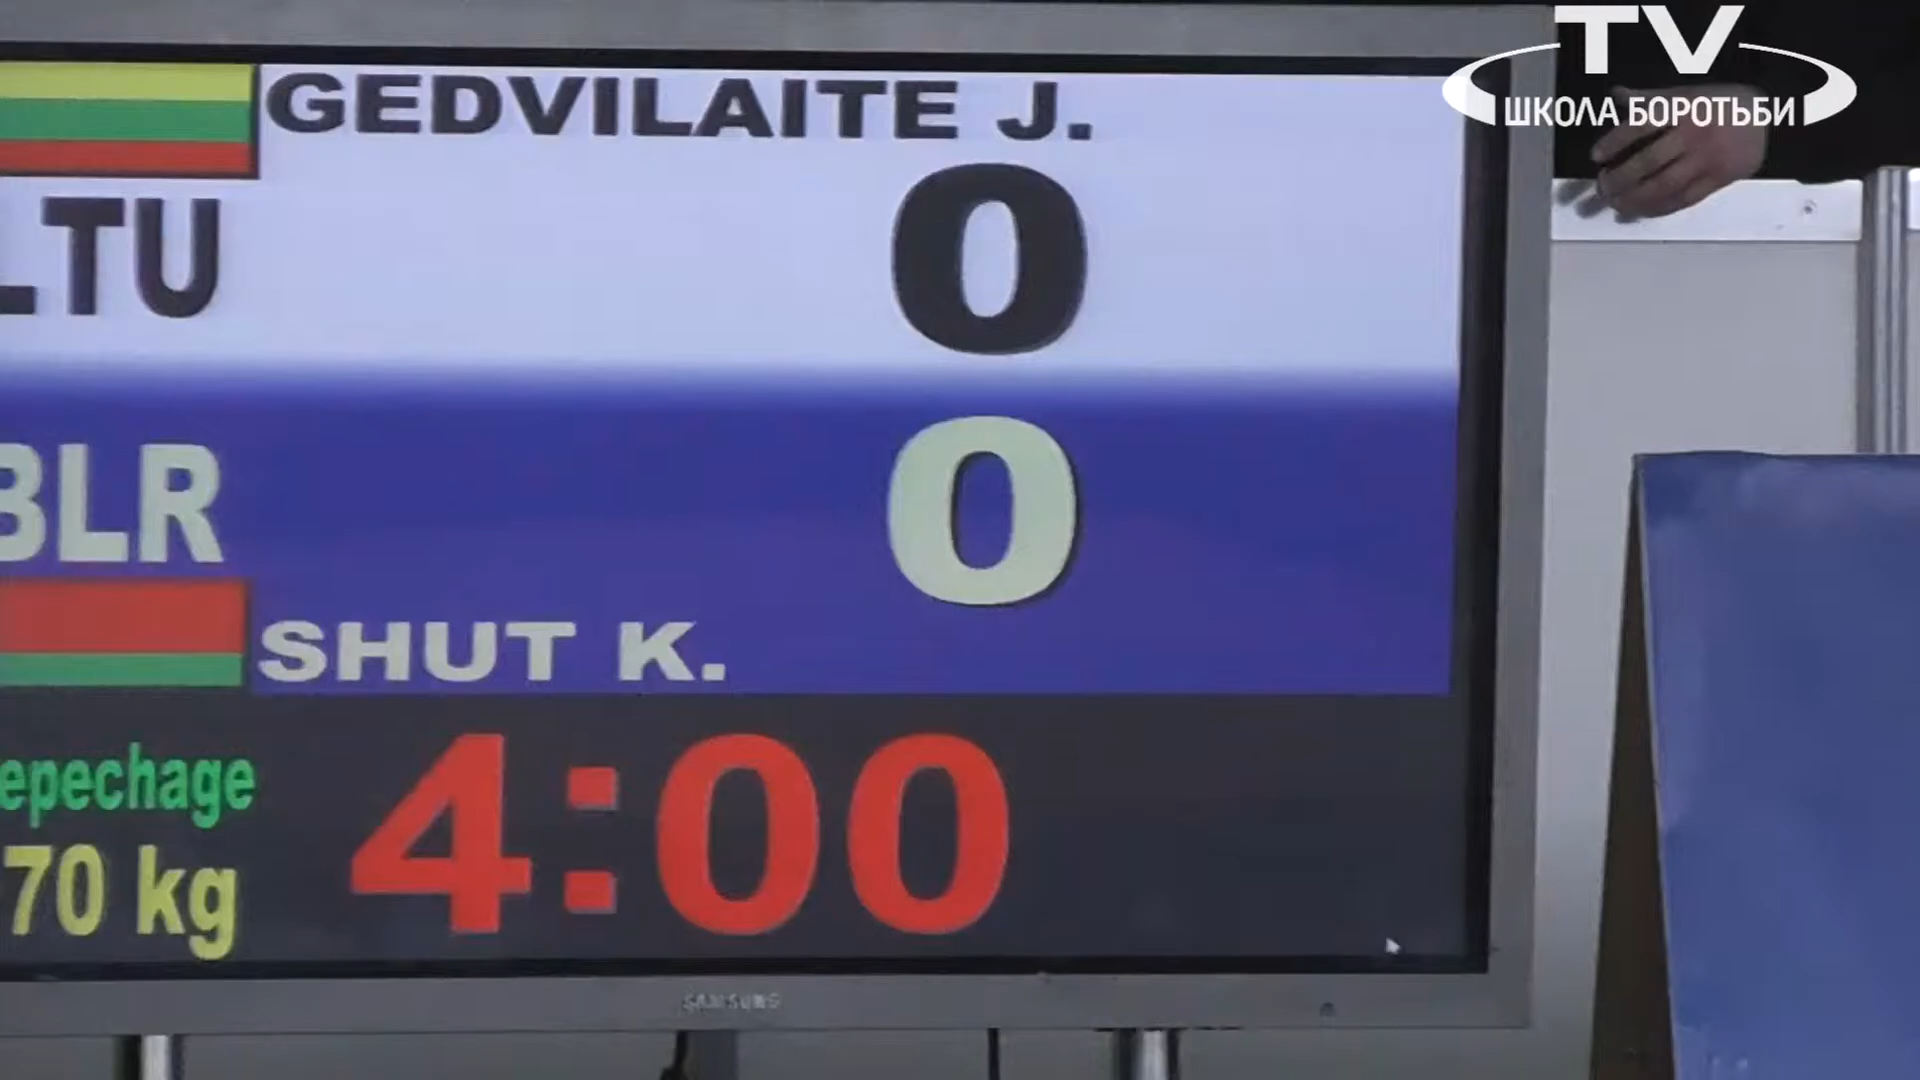 TV
ШКОЛА БОРОТЬБИ
GEDVILAITE J.
LTU
0
BLR
0
SHUT K.
epechage
4:00
70 kg
SAMSUNG